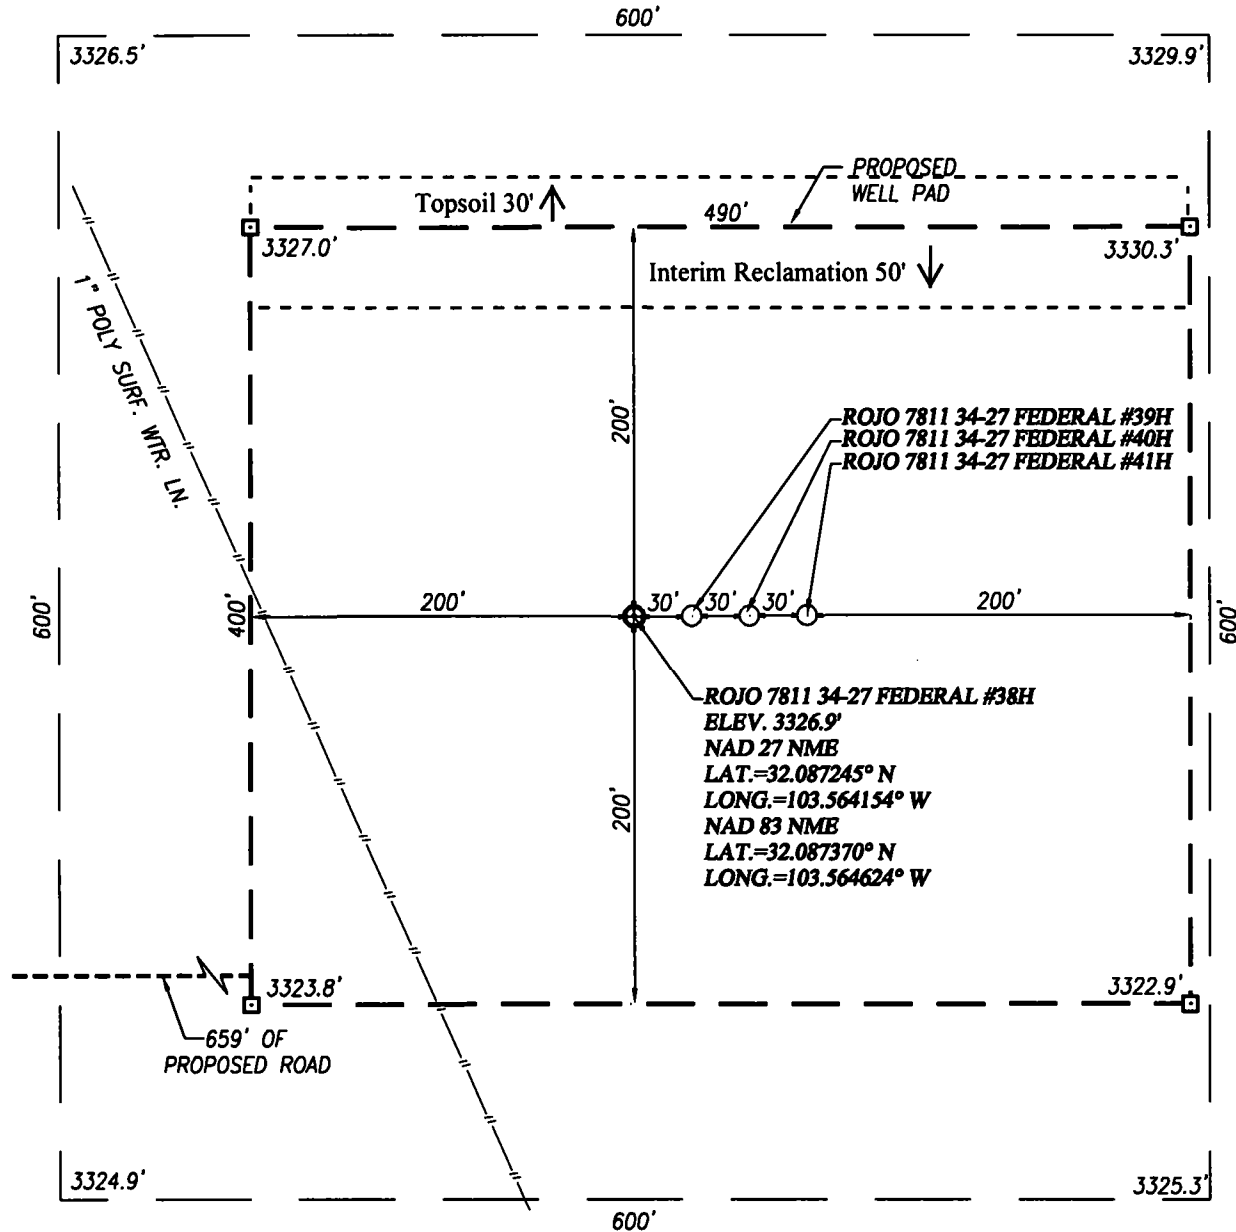 600'
3326.5'
3329.9'
PROPOSED
WELL PAD
Topsoil 30'
490'
3327.0'
3330.3'
Interim Reclamation 50'
1" POLY SURF. WTR. LN.
200'
ROJO 7811 34-27 FEDERAL #39H
ROJO 7811 34-27 FEDERAL #40H
ROJO 7811 34-27 FEDERAL #41H
600'
400'
200'
30'
30'
30'
200'
600'
ROJO 7811 34-27 FEDERAL #38H
ELEV. 3326.9'
NAD 27 NME
LAT.=32.087245° N
LONG.=103.564154° W
NAD 83 NME
LAT.=32.087370° N
LONG.=103.564624° W
200'
3323.8'
3322.9'
659' OF
PROPOSED ROAD
3324.9'
3325.3'
600'